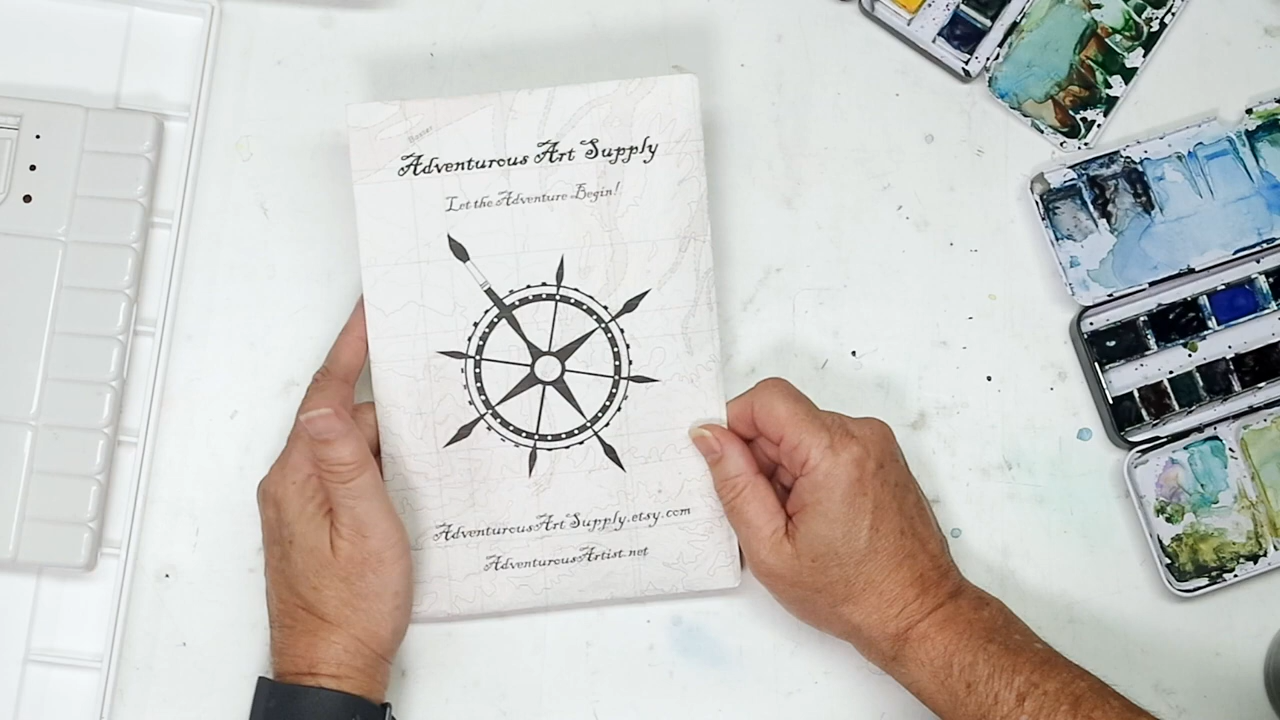 Adventurous Art Supply
Let the Adventure Begin!
AdventurousArtSupply.etsy.com
AdventurousArtist.net